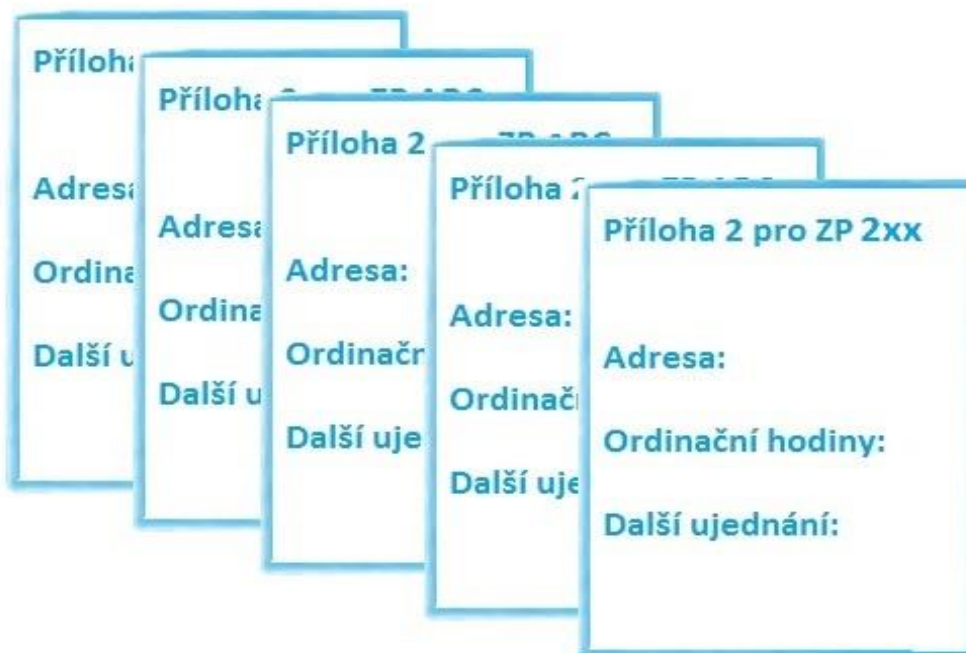 Příloha
Adresa
Ordina
Další u
Příloha
Adresa
Ordina
Další u
Příloha 2
Adresa:
Ordinačn
Další uje
Příloha 2
Adresa:
Ordinač
Další uje
Příloha 2 pro ZP 2xx
Adresa:
Ordinační hodiny:
Další ujednání: